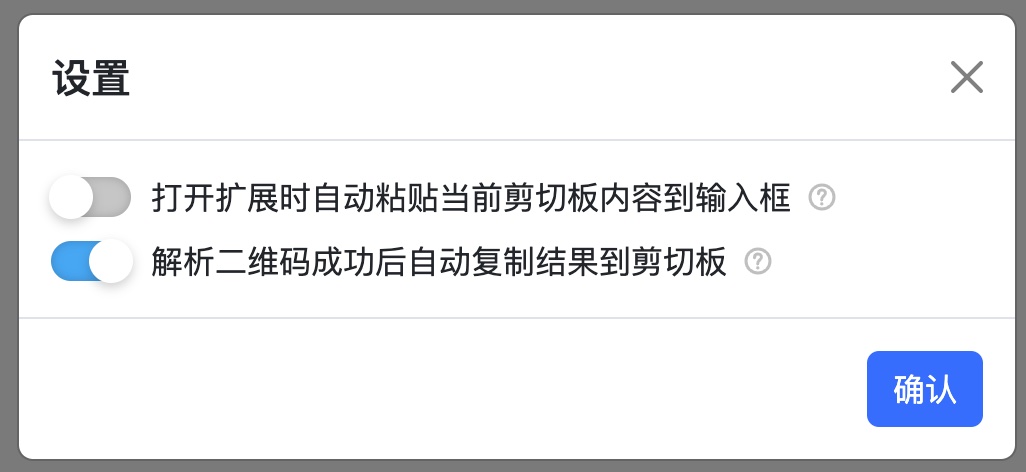 设置
打开扩展时自动粘贴当前剪切板内容到输入框 ?
解析二维码成功后自动复制结果到剪切板 ?
确认